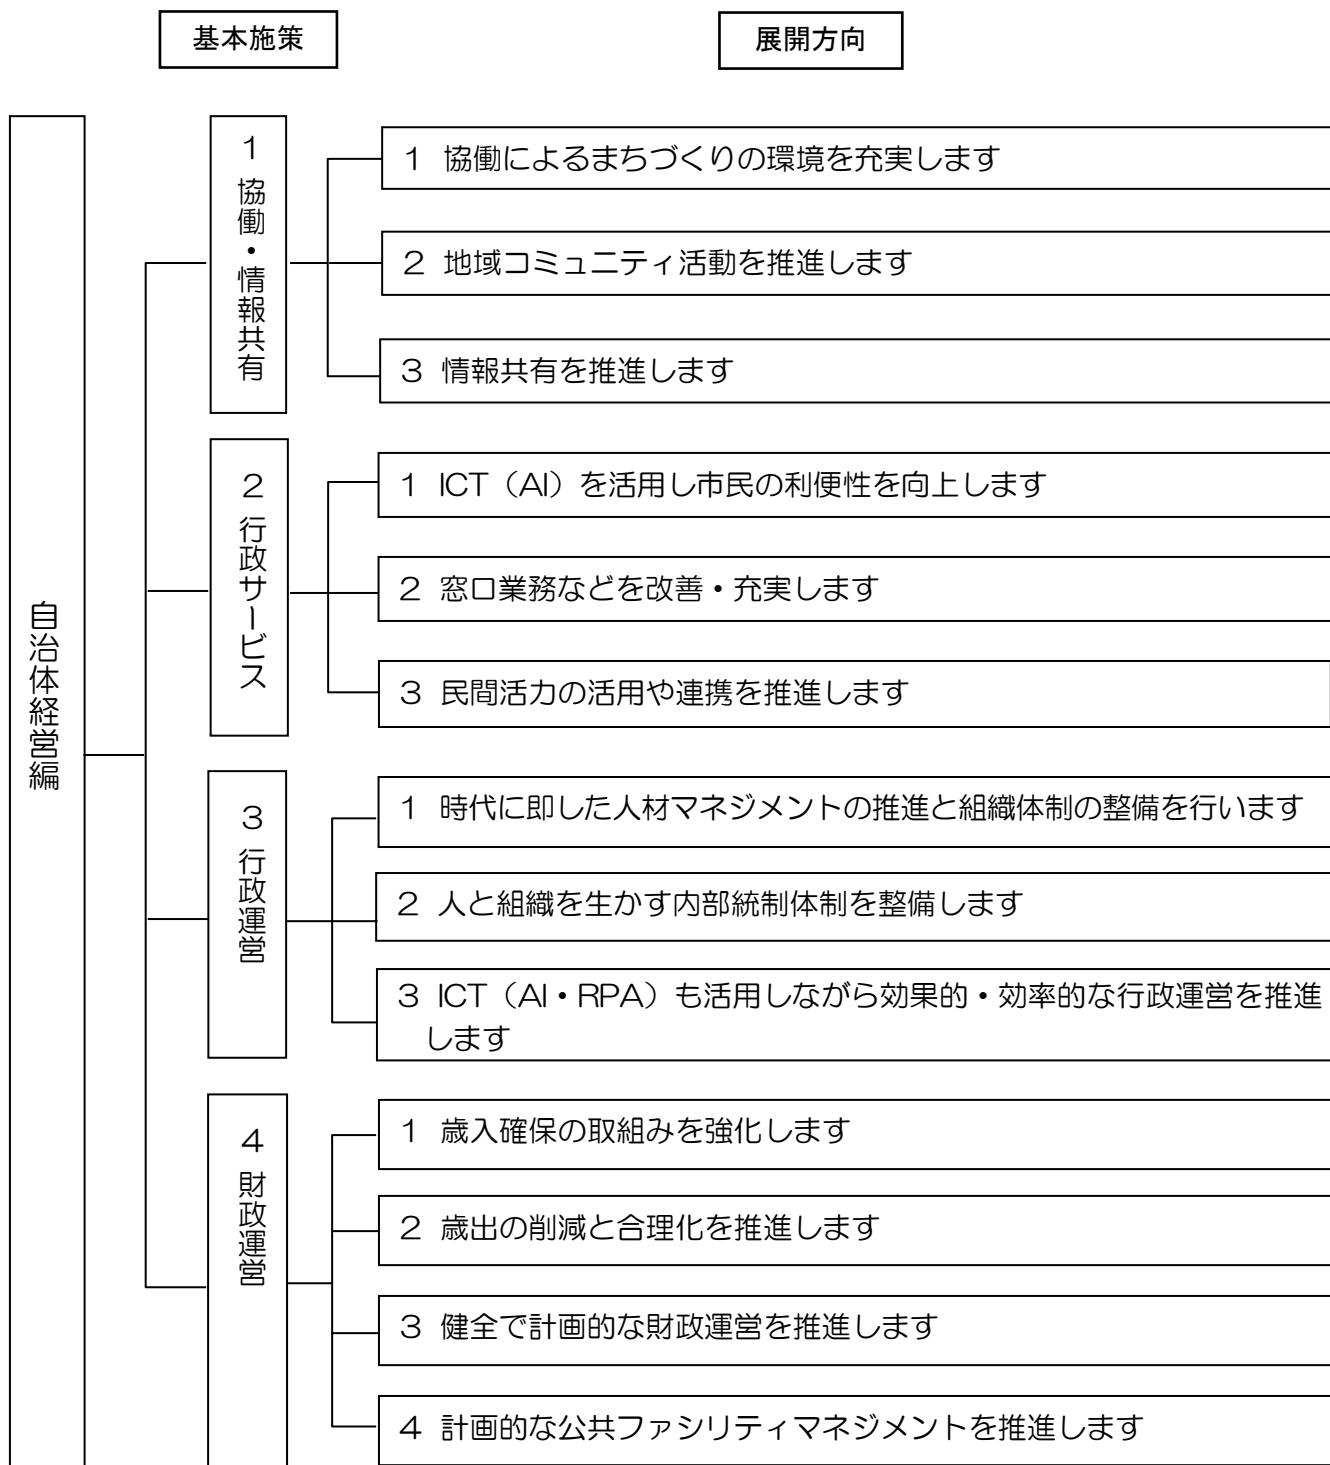 基本施策
展開方向
自治体経営編
1 協働・情報共有
1 協働によるまちづくりの環境を充実します
2 地域コミュニティ活動を推進します
3 情報共有を推進します
2 行政サービス
1 ICT（AI）を活用し市民の利便性を向上します
2 窓口業務などを改善・充実します
3 民間活力の活用や連携を推進します
3 行政運営
1 時代に即した人材マネジメントの推進と組織体制の整備を行います
2 人と組織を生かす内部統制体制を整備します
3 ICT（AI・RPA）も活用しながら効果的・効率的な行政運営を推進
します
4 財政運営
1 歳入確保の取組みを強化します
2 歳出の削減と合理化を推進します
3 健全で計画的な財政運営を推進します
4 計画的な公共ファシリティマネジメントを推進します